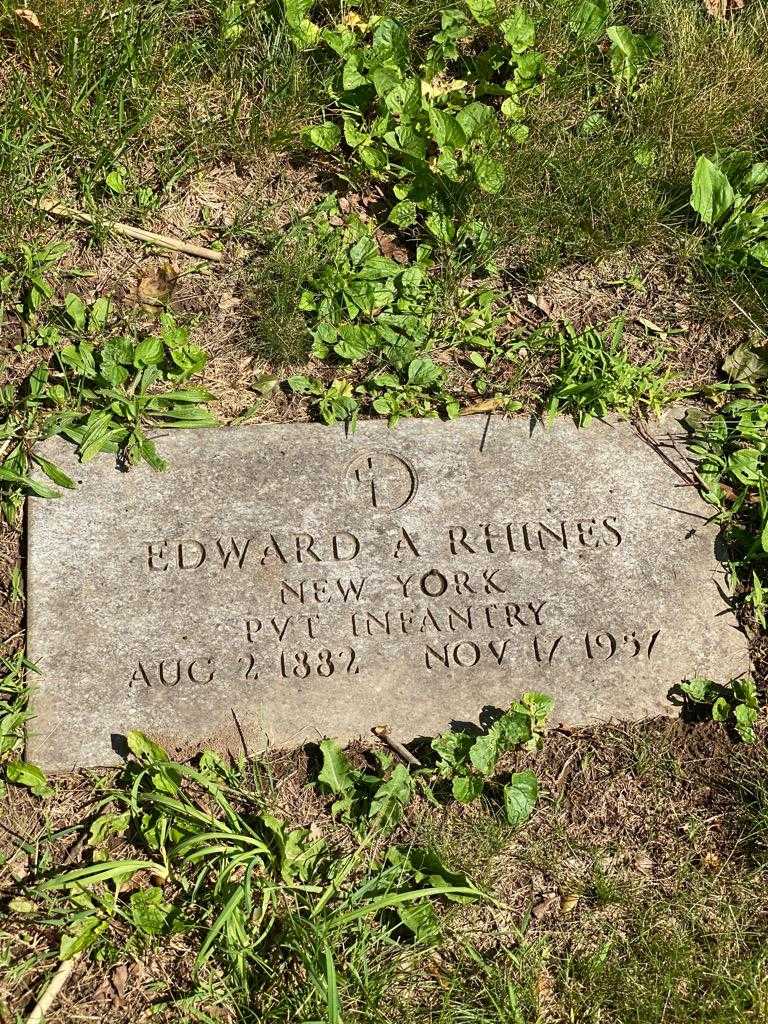 EDWARD A RHINES
NEW YORK
PVT INFANTRY
AUG 2 1882 NOV 17 1957